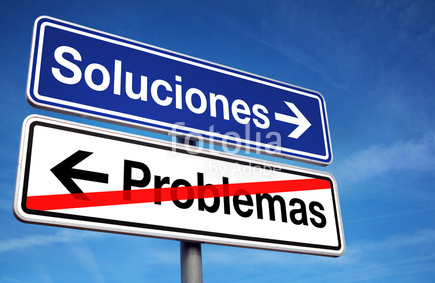 Soluciones →
fotolia
by Adobe
← Problemas